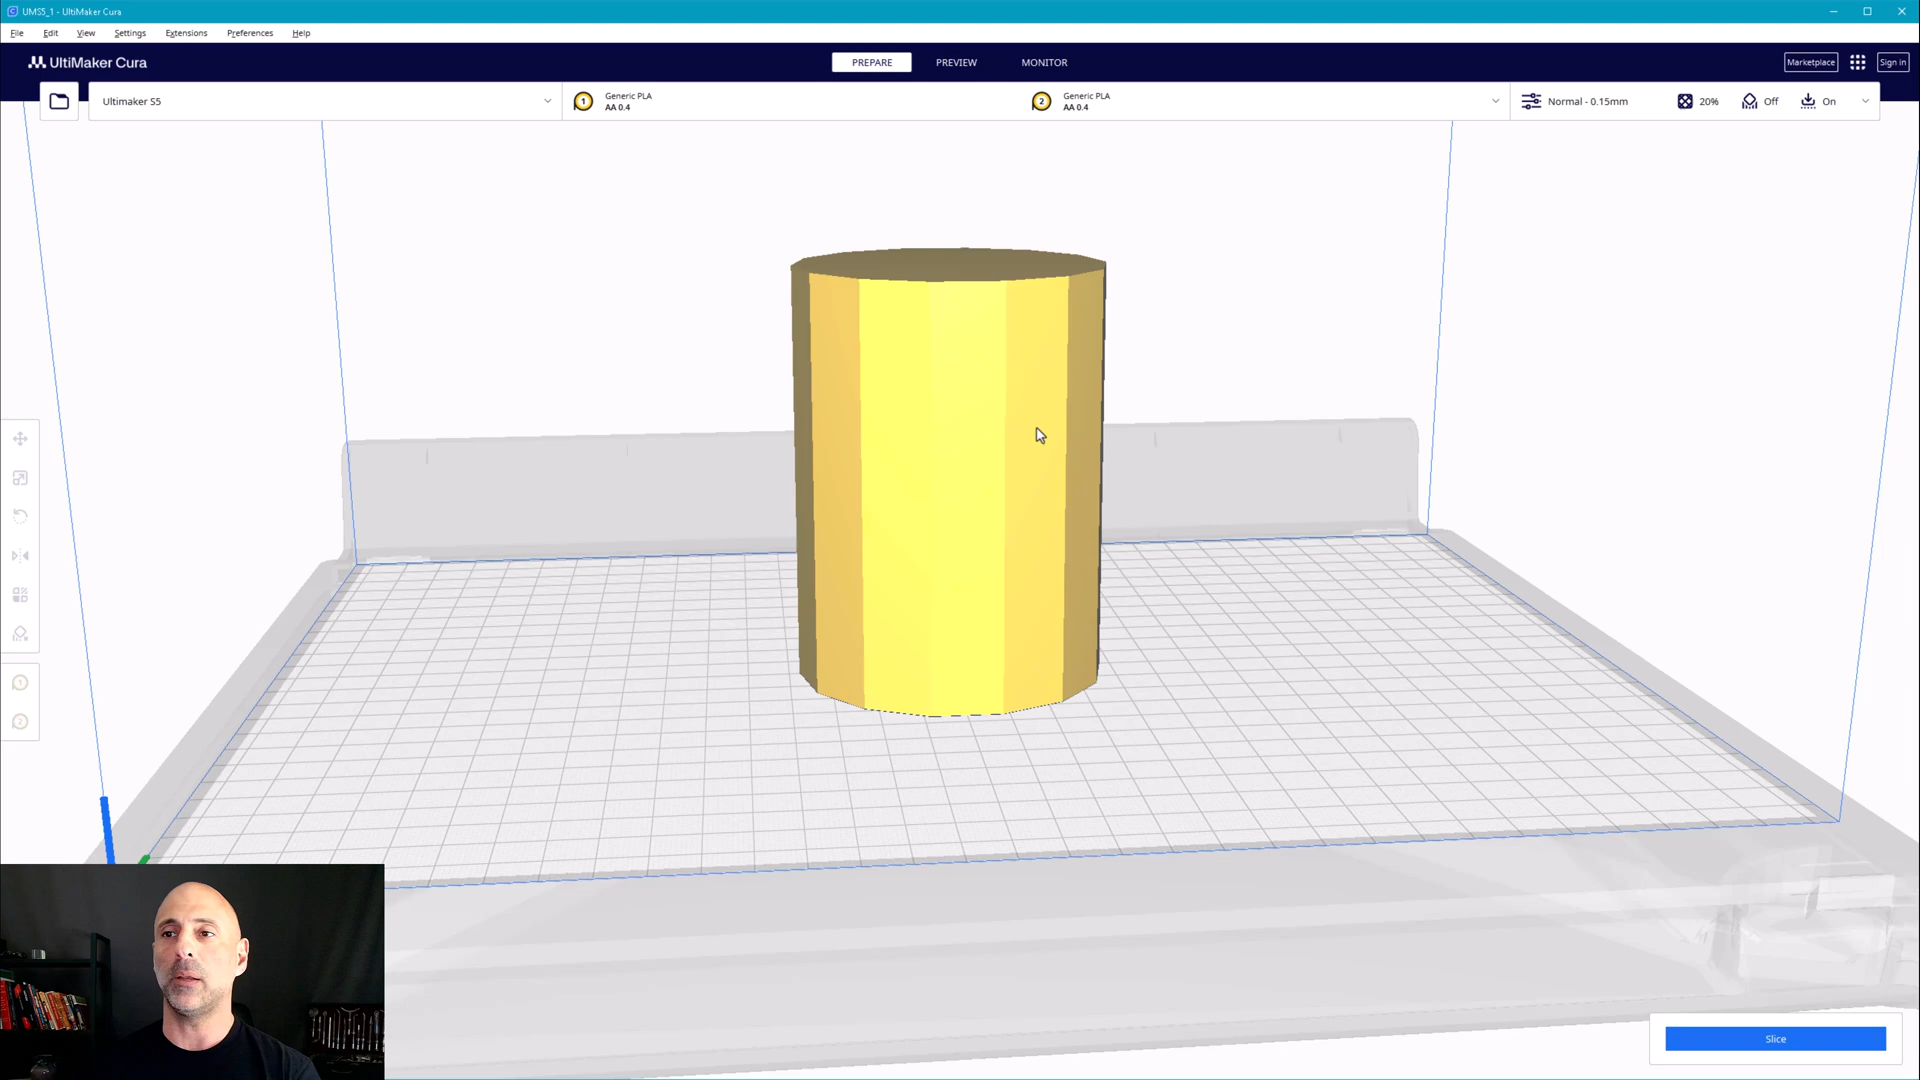 UMS5_1 - UltiMaker Cura
File Edit View Settings Extensions Preferences Help
UltiMaker Cura
PREPARE PREVIEW MONITOR
Marketplace Sign in
Ultimaker S5
1 Generic PLA
AA 0.4
2 Generic PLA
AA 0.4
Normal - 0.15mm 20% Off On
1
2
Slice